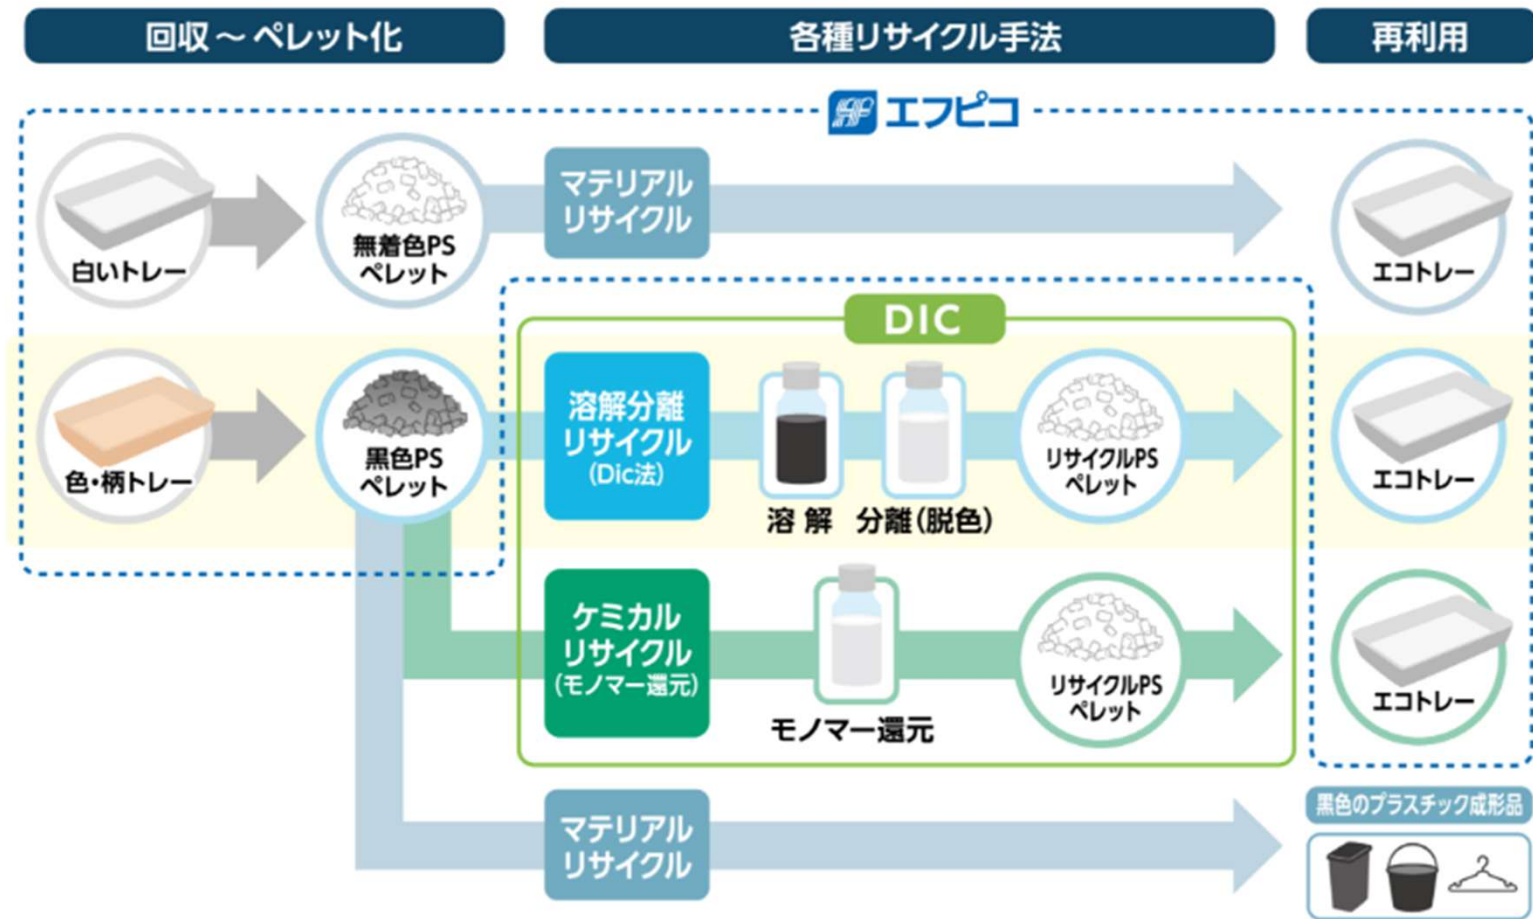 回収～ペレット化
各種リサイクル手法
再利用
エフピコ
白いトレー
無着色PS
ペレット
マテリアル
リサイクル
エコトレー
DIC
色・柄トレー
黒色PS
ペレット
溶解分離
リサイクル
(Dic法)
溶解
分離(脱色)
リサイクルPS
ペレット
エコトレー
ケミカル
リサイクル
(モノマー還元)
モノマー還元
リサイクルPS
ペレット
エコトレー
マテリアル
リサイクル
黒色のプラスチック成形品